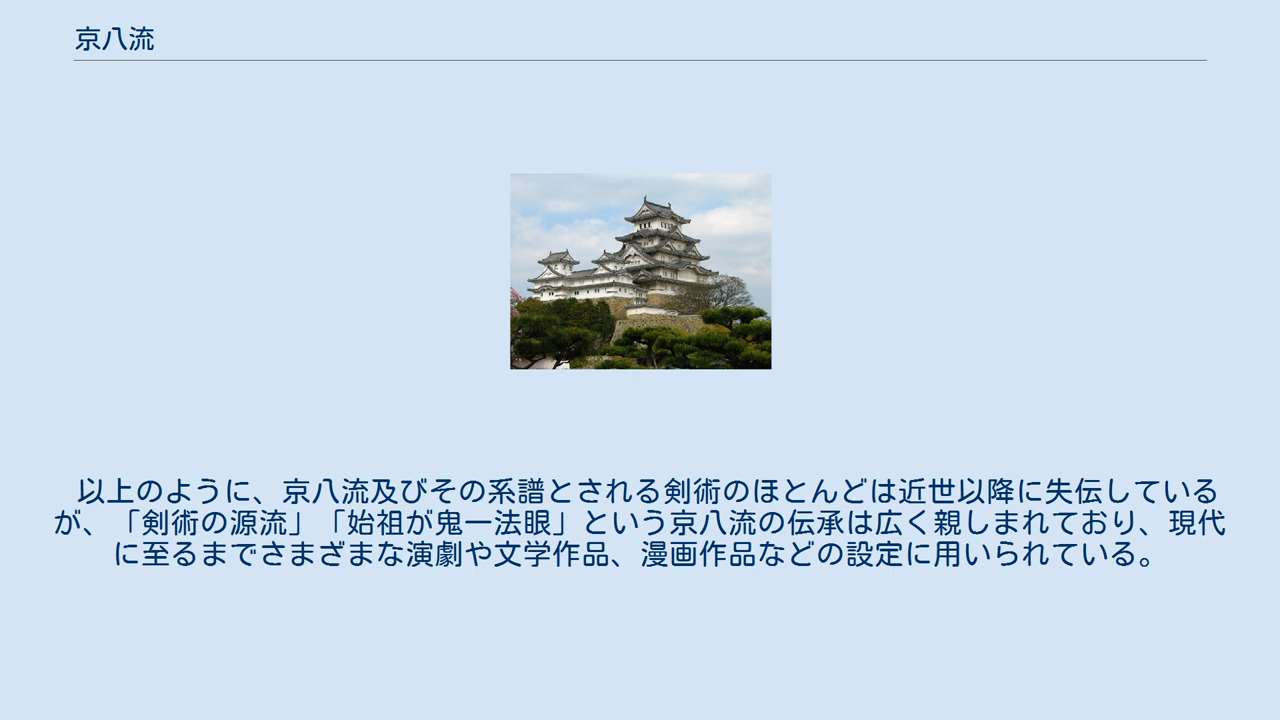 京八流
以上のように、京八流及びその系譜とされる剣術のほとんどは近世以降に失伝している
が、「剣術の源流」「始祖が鬼一法眼」という京八流の伝承は広く親しまれており、現代
に至るまでさまざまな演劇や文学作品、漫画作品などの設定に用いられている。